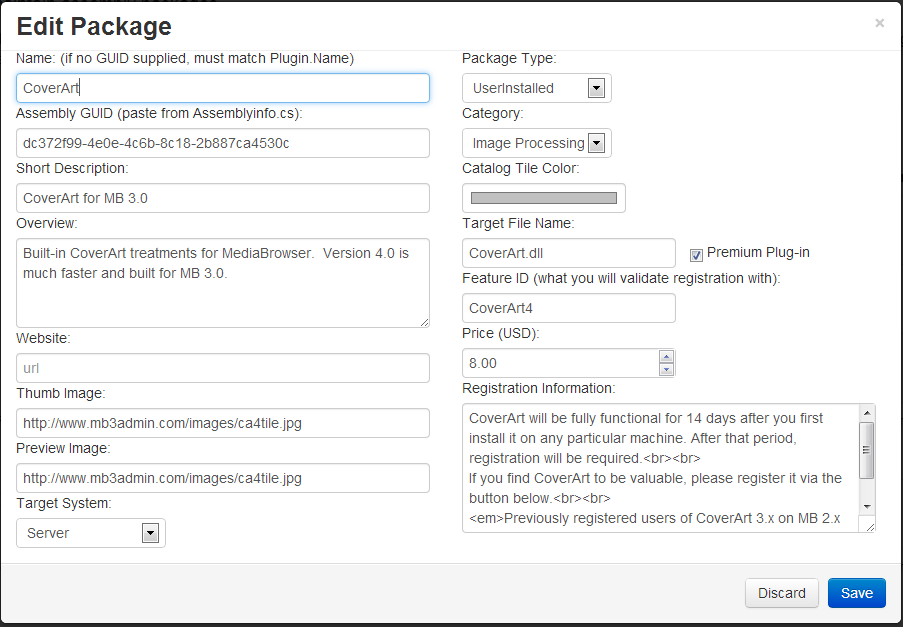 Edit Package
×
Name: (if no GUID supplied, must match Plugin.Name)
CoverArt
Assembly GUID (paste from Assemblyinfo.cs):
dc372f99-4e0e-4c6b-8c18-2b887ca4530c
Short Description:
CoverArt for MB 3.0
Overview:
Built-in CoverArt treatments for MediaBrowser.  Version 4.0 is
much faster and built for MB 3.0.
Website:
url
Thumb Image:
http://www.mb3admin.com/images/ca4tile.jpg
Preview Image:
http://www.mb3admin.com/images/ca4tile.jpg
Target System:
Server
Package Type:
UserInstalled
Category:
Image Processing
Catalog Tile Color:
Target File Name:
CoverArt.dll
Premium Plug-in
Feature ID (what you will validate registration with):
CoverArt4
Price (USD):
8.00
Registration Information:
CoverArt will be fully functional for 14 days after you first
install it on any particular machine. After that period,
registration will be required.<br><br>
If you find CoverArt to be valuable, please register it via the
button below.<br><br>
<em>Previously registered users of CoverArt 3.x on MB 2.x
Discard
Save